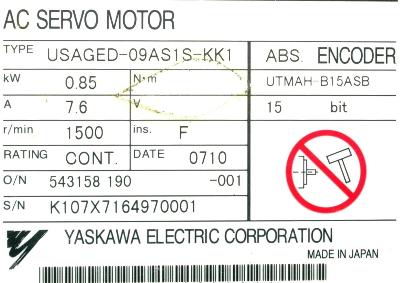 AC SERVO MOTOR
TYPE USAGED-09AS1S-KK1
ABS. ENCODER
kW 0.85 N·m
UTMAH-B15ASB
A 7.6 V
15 bit
r/min 1500 ins. F
RATING CONT. DATE 0710
O/N 543158 190 -001
S/N K107X7164970001
YASKAWA ELECTRIC CORPORATION
MADE IN JAPAN